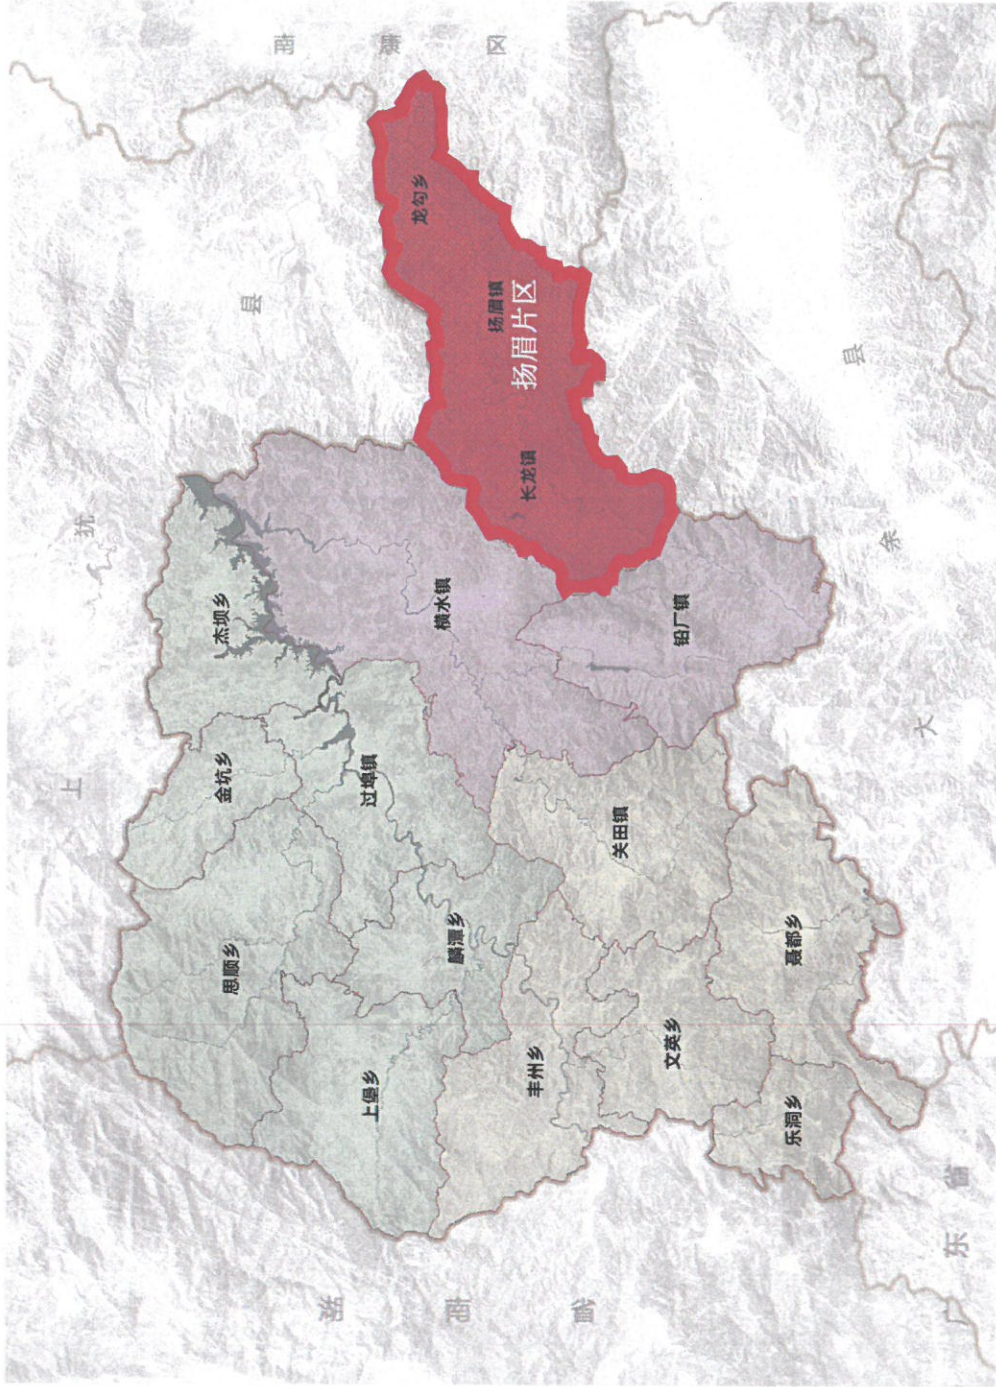 上犹县
南康区
杰坝乡
金坑乡
思顺乡
上堡乡
过埠镇
龙勾乡
麟潭乡
横水镇
扬眉镇
扬眉片区
长龙镇
丰州乡
关田镇
文英乡
铅厂镇
聂都乡
乐洞乡
湖南省
大余县
广东省